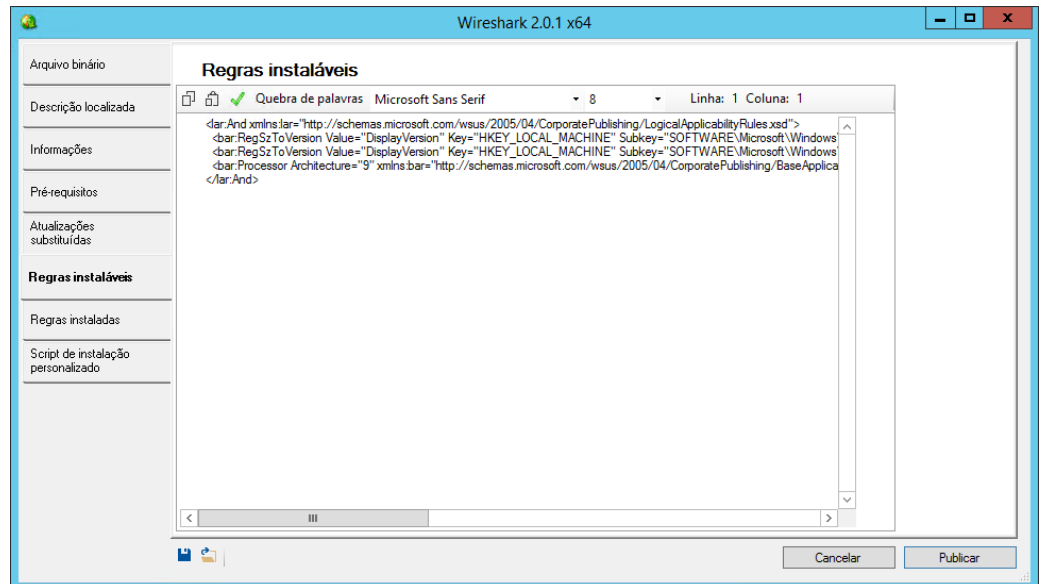 Wireshark 2.0.1 x64
Arquivo binário
Descrição localizada
Informações
Pré-requisitos
Atualizações
substituídas
Regras instaláveis
Regras instaladas
Script de instalação
personalizado
Regras instaláveis
Quebra de palavras Microsoft Sans Serif 8 Linha: 1 Coluna: 1
<lar:And xmlns:lar="http://schemas.microsoft.com/wsus/2005/04/CorporatePublishing/LogicalApplicabilityRules.xsd">
<bar:RegSzToVersion Value="DisplayVersion" Key="HKEY_LOCAL_MACHINE" Subkey="SOFTWARE\Microsoft\Windows
<bar:RegSzToVersion Value="DisplayVersion" Key="HKEY_LOCAL_MACHINE" Subkey="SOFTWARE\Microsoft\Windows
<bar:Processor Architecture="9" xmlns:bar="http://schemas.microsoft.com/wsus/2005/04/CorporatePublishing/BaseApplica
</lar:And>
Cancelar
Publicar